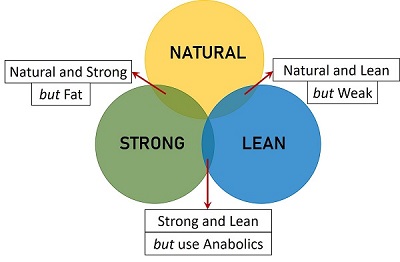 NATURAL
Natural and Strong
but Fat
Natural and Lean
but Weak
STRONG
LEAN
Strong and Lean
but use Anabolics